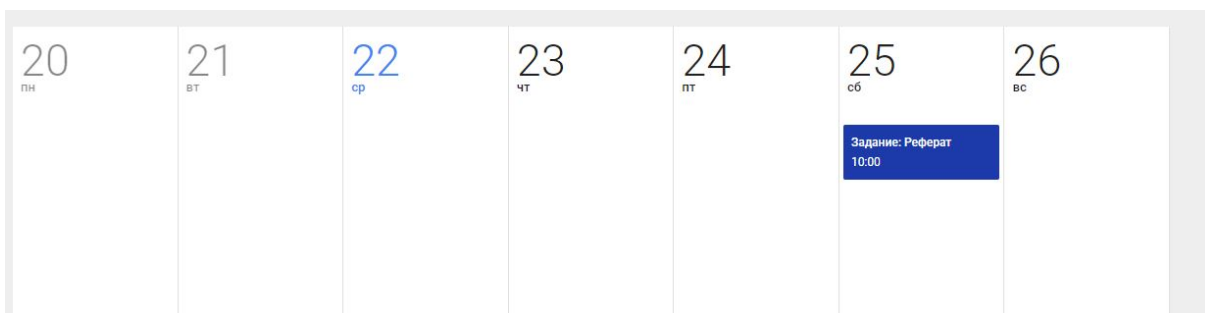 20
пн
21
вт
22
ср
23
чт
24
пт
25
сб
Задание: Реферат
10:00
26
вс